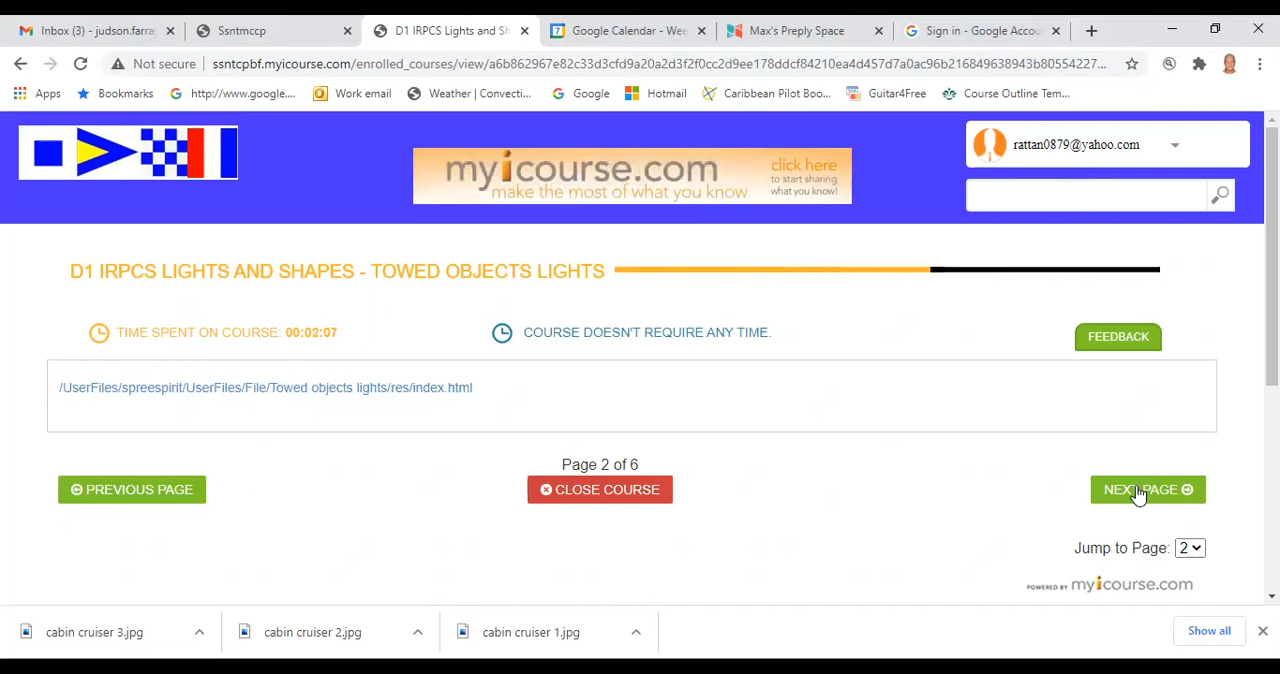 Inbox (3) - judson.farra
Ssntmccp
D1 IRPCS Lights and Sh
Google Calendar - Wee
Max's Preply Space
Sign in - Google Accou
Not secure
ssntcpbf.myicourse.com/enrolled_courses/view/a6b862967e82c33d3cfd9a20a2d3f2f0cc2d9ee178ddcf84210ea4d457d7a0ac96b216849638943b80554227...
Apps
Bookmarks
http://www.google....
Work email
Weather | Convecti...
Google
Hotmail
Caribbean Pilot Boo...
Guitar4Free
Course Outline Tem...
myicourse.com
make the most of what you know.
click here
to start sharing
what you know!
rattan0879@yahoo.com
D1 IRPCS LIGHTS AND SHAPES - TOWED OBJECTS LIGHTS
TIME SPENT ON COURSE: 00:02:07
COURSE DOESN'T REQUIRE ANY TIME.
FEEDBACK
/UserFiles/spreespirit/UserFiles/File/Towed objects lights/res/index.html
Page 2 of 6
PREVIOUS PAGE
CLOSE COURSE
NEXT PAGE
Jump to Page: 2
POWERED BY myicourse.com
cabin cruiser 3.jpg
cabin cruiser 2.jpg
cabin cruiser 1.jpg
Show all